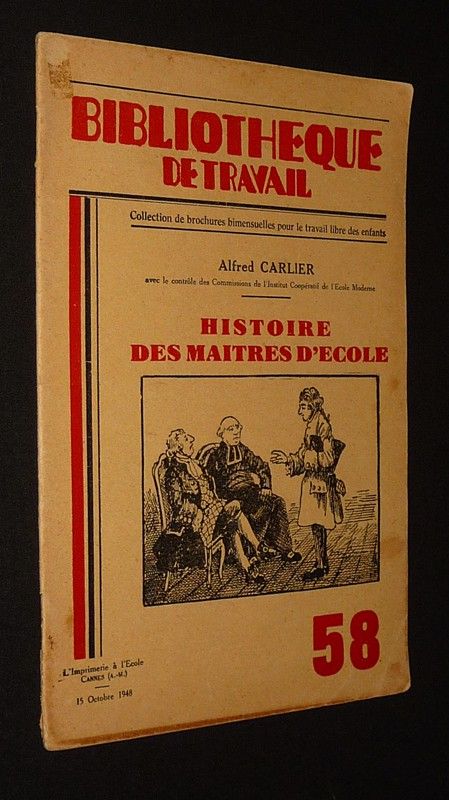 BIBLIOTHEQUE
DE TRAVAIL
Collection de brochures bimensuelles pour le travail libre des enfants
Alfred CARLIER
avec le contrôle des Commissions de l'Institut Coopératif de l'Ecole Moderne
HISTOIRE
DES MAITRES D'ECOLE
58
L'Imprimerie à l'Ecole
CANNES (A.-M.)
15 Octobre 1948